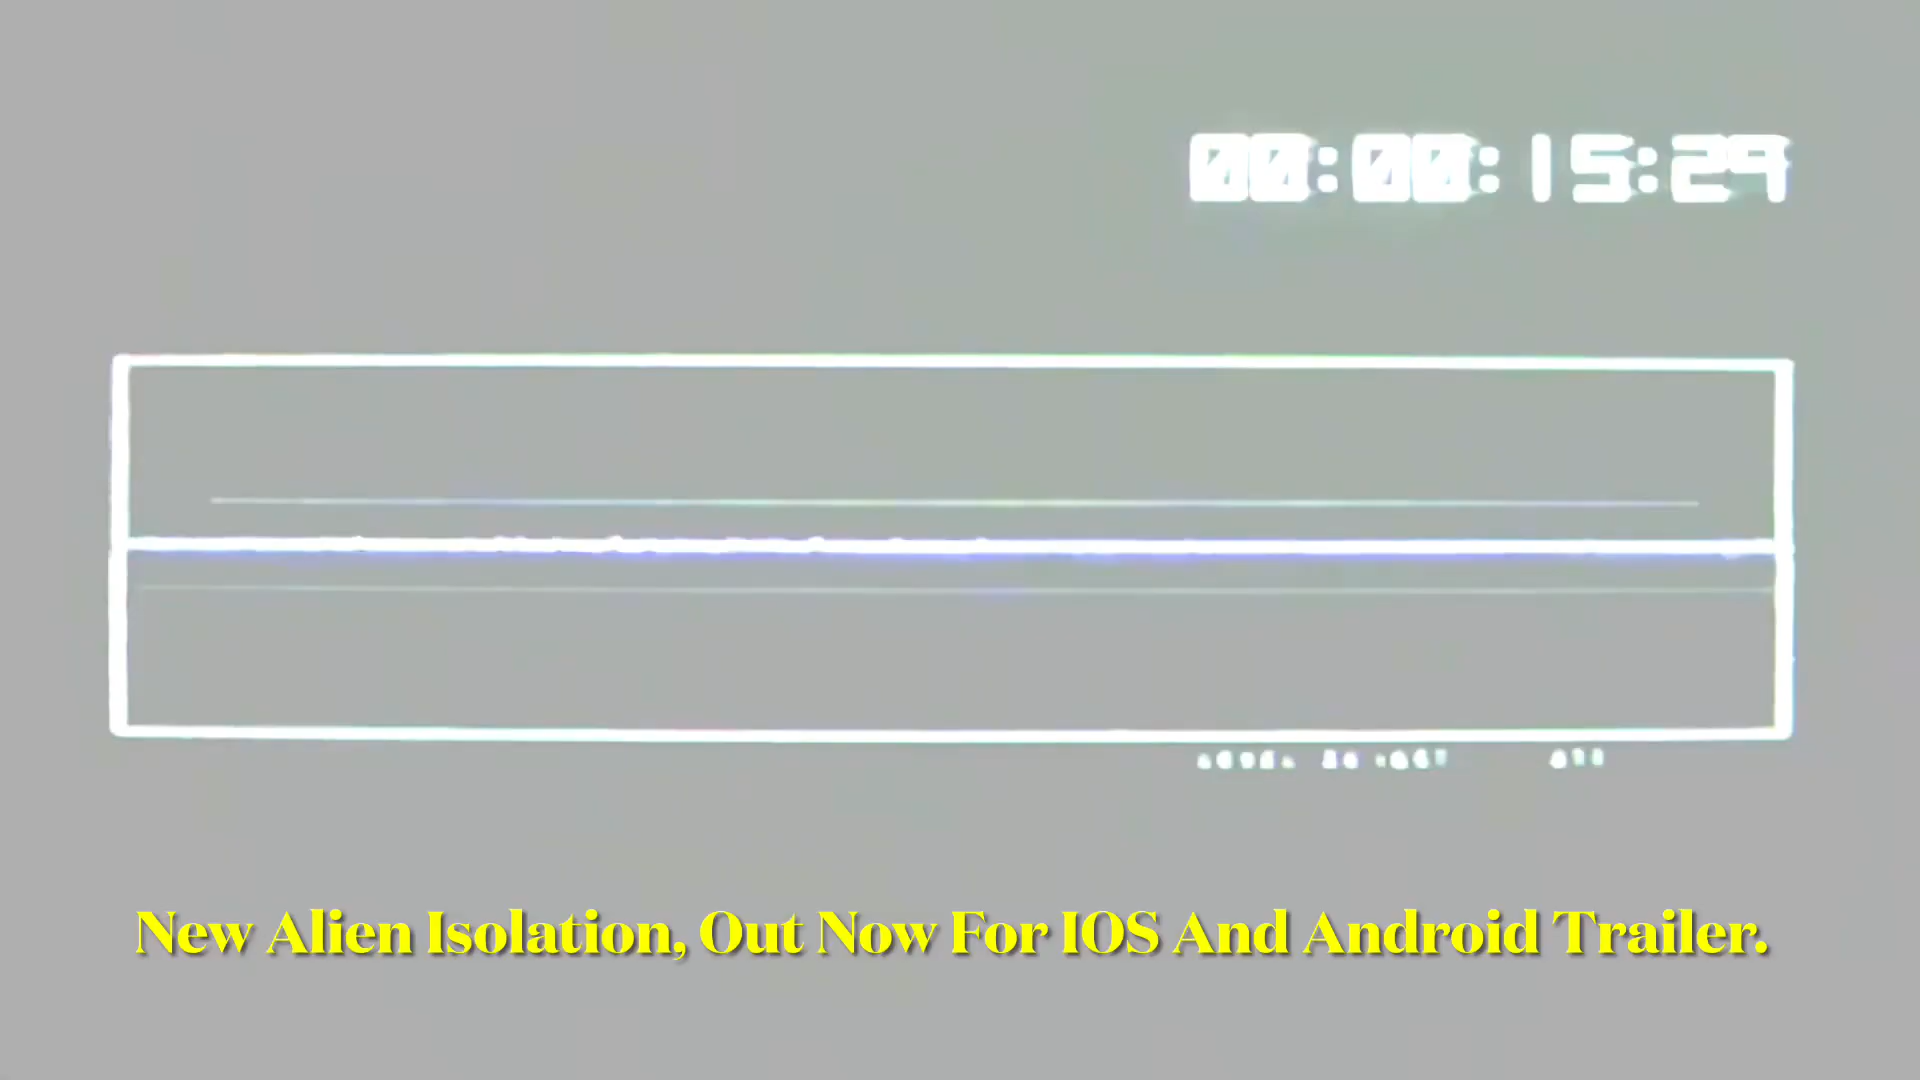 00:00:15:29
New Alien Isolation, Out Now For IOS And Android Trailer.